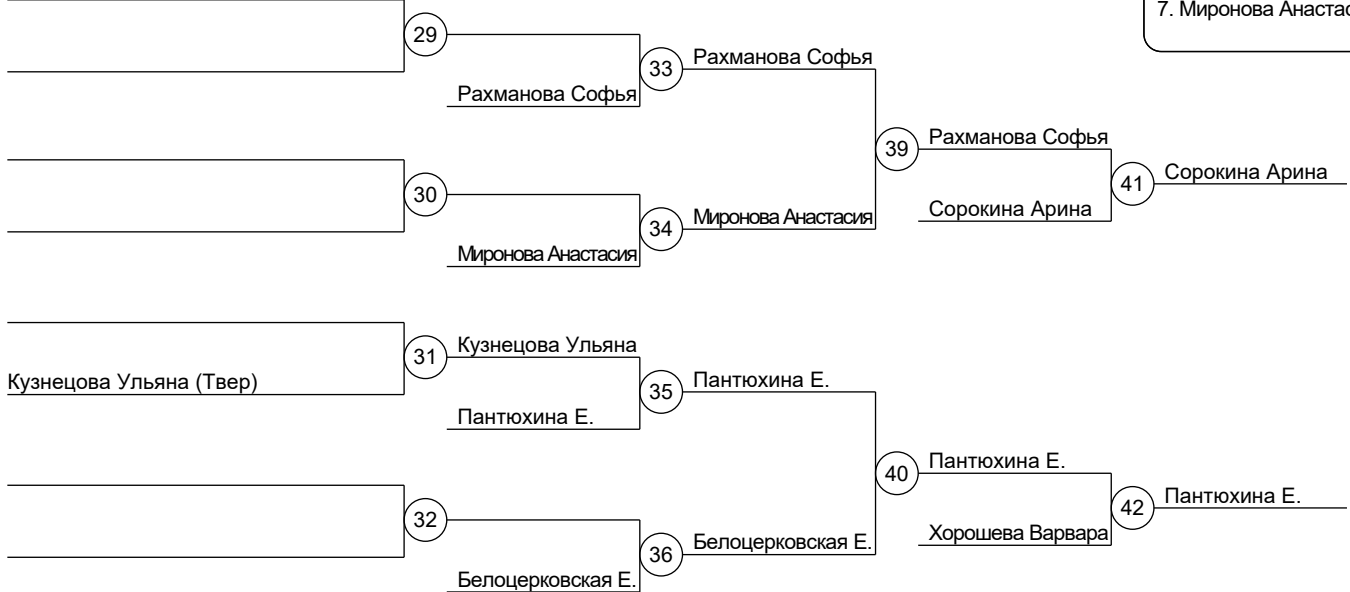 7. Миронова Анастас
29
33
Рахманова Софья
Рахманова Софья
39
Рахманова Софья
41
Сорокина Арина
30
34
Миронова Анастасия
Сорокина Арина
Миронова Анастасия
31
Кузнецова Ульяна
Кузнецова Ульяна (Твер)
35
Пантюхина Е.
Пантюхина Е.
40
Пантюхина Е.
42
Пантюхина Е.
32
36
Белоцерковская Е.
Хорошева Варвара
Белоцерковская Е.